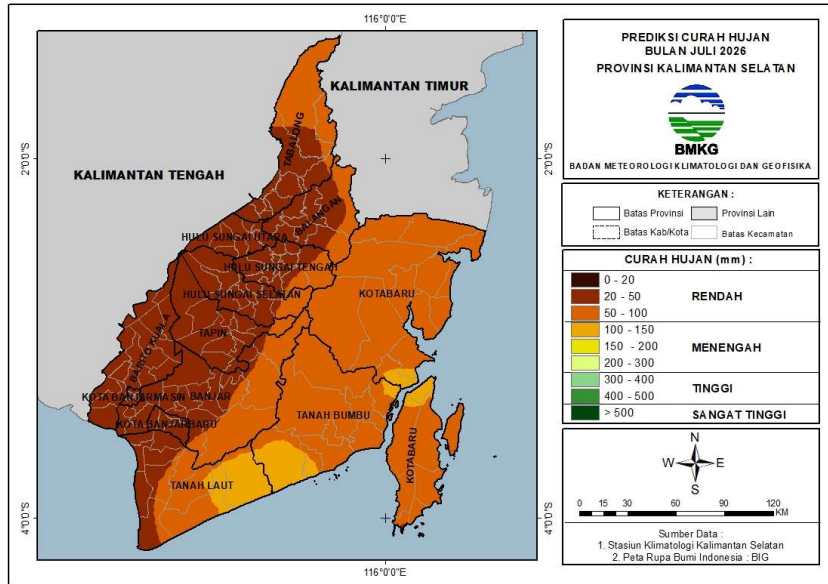 116°0'0"E
PREDIKSI CURAH HUJAN
BULAN JULI 2026
PROVINSI KALIMANTAN SELATAN
BMKG
BADAN METEOROLOGI KLIMATOLOGI DAN GEOFISIKA
KALIMANTAN TIMUR
KALIMANTAN TENGAH
2°0'0"S
2°0'0"S
TABALONG
BALANGAN
HULU SUNGAI UTARA
HULU SUNGAI TENGAH
HULU SUNGAI SELATAN
KOTABARU
TAPIN
BARITO KUALA
KOTA BANJARMASIN
BANJAR
KOTA BANJARBARU
TANAH BUMBU
TANAH LAUT
KOTABARU
4°0'0"S
4°0'0"S
116°0'0"E
KETERANGAN :
Batas Provinsi
Provinsi Lain
Batas Kab/Kota
Batas Kecamatan
CURAH HUJAN (mm) :
0 - 20
20 - 50
50 - 100
RENDAH
100 - 150
150 - 200
200 - 300
MENENGAH
300 - 400
400 - 500
TINGGI
> 500
SANGAT TINGGI
N
W
E
S
0 15 30 60 90 120
KM
Sumber Data :
1. Stasiun Klimatologi Kalimantan Selatan
2. Peta Rupa Bumi Indonesia : BIG